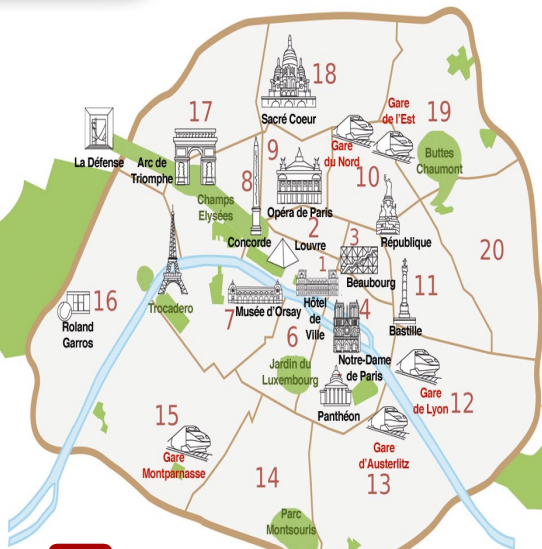 18
Sacré Coeur
17
Gare
de l'Est
19
La Défense
Arc de
Triomphe
9
Gare
du Nord
10
Buttes
Chaumont
8
Champs
Elysées
Opéra de Paris
2
Concorde
Louvre
3
République
20
1
Beaubourg
11
16
Roland
Garros
Trocadero
7
Musée d'Orsay
Hôtel
de
Ville
4
Bastille
6
Notre-Dame
de Paris
Jardin du
Luxembourg
Panthéon
Gare
de Lyon
12
15
Gare
Montparnasse
Gare
d'Austerlitz
14
13
Parc
Montsouris